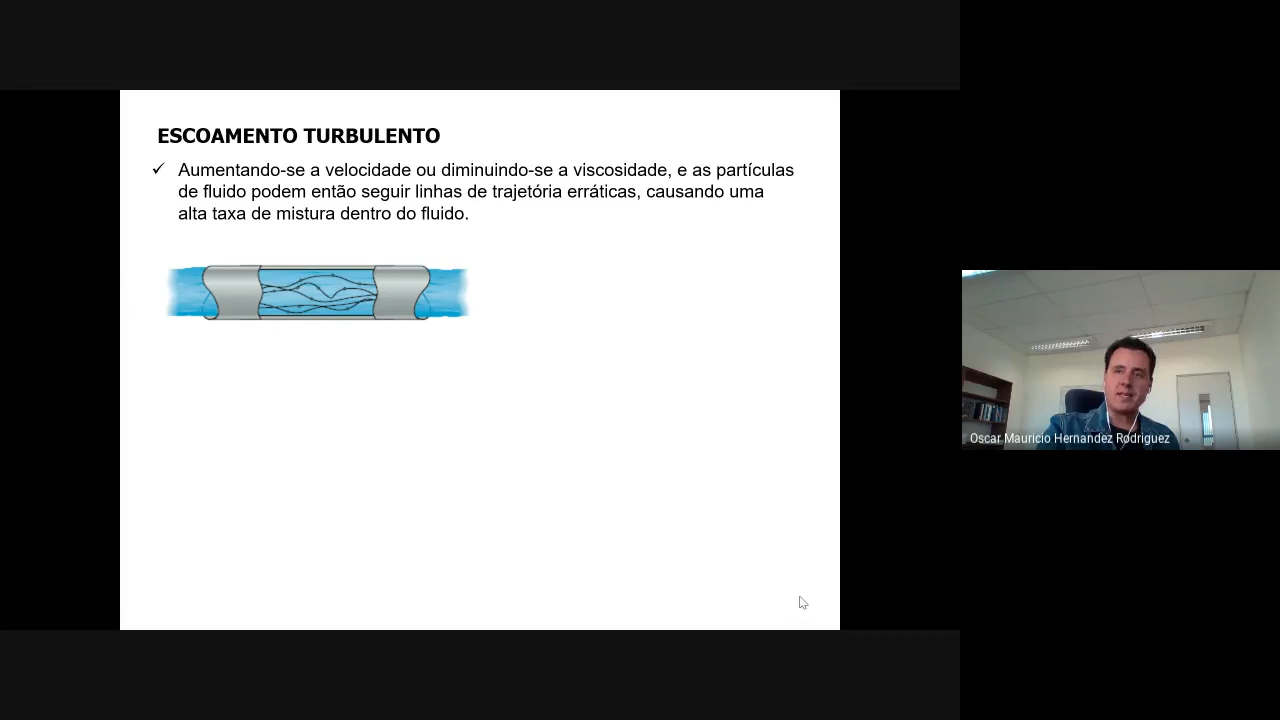 ESCOAMENTO TURBULENTO
✓ Aumentando-se a velocidade ou diminuindo-se a viscosidade, e as partículas
de fluido podem então seguir linhas de trajetória erráticas, causando uma
alta taxa de mistura dentro do fluido.
Oscar Mauricio Hernandez Rodriguez